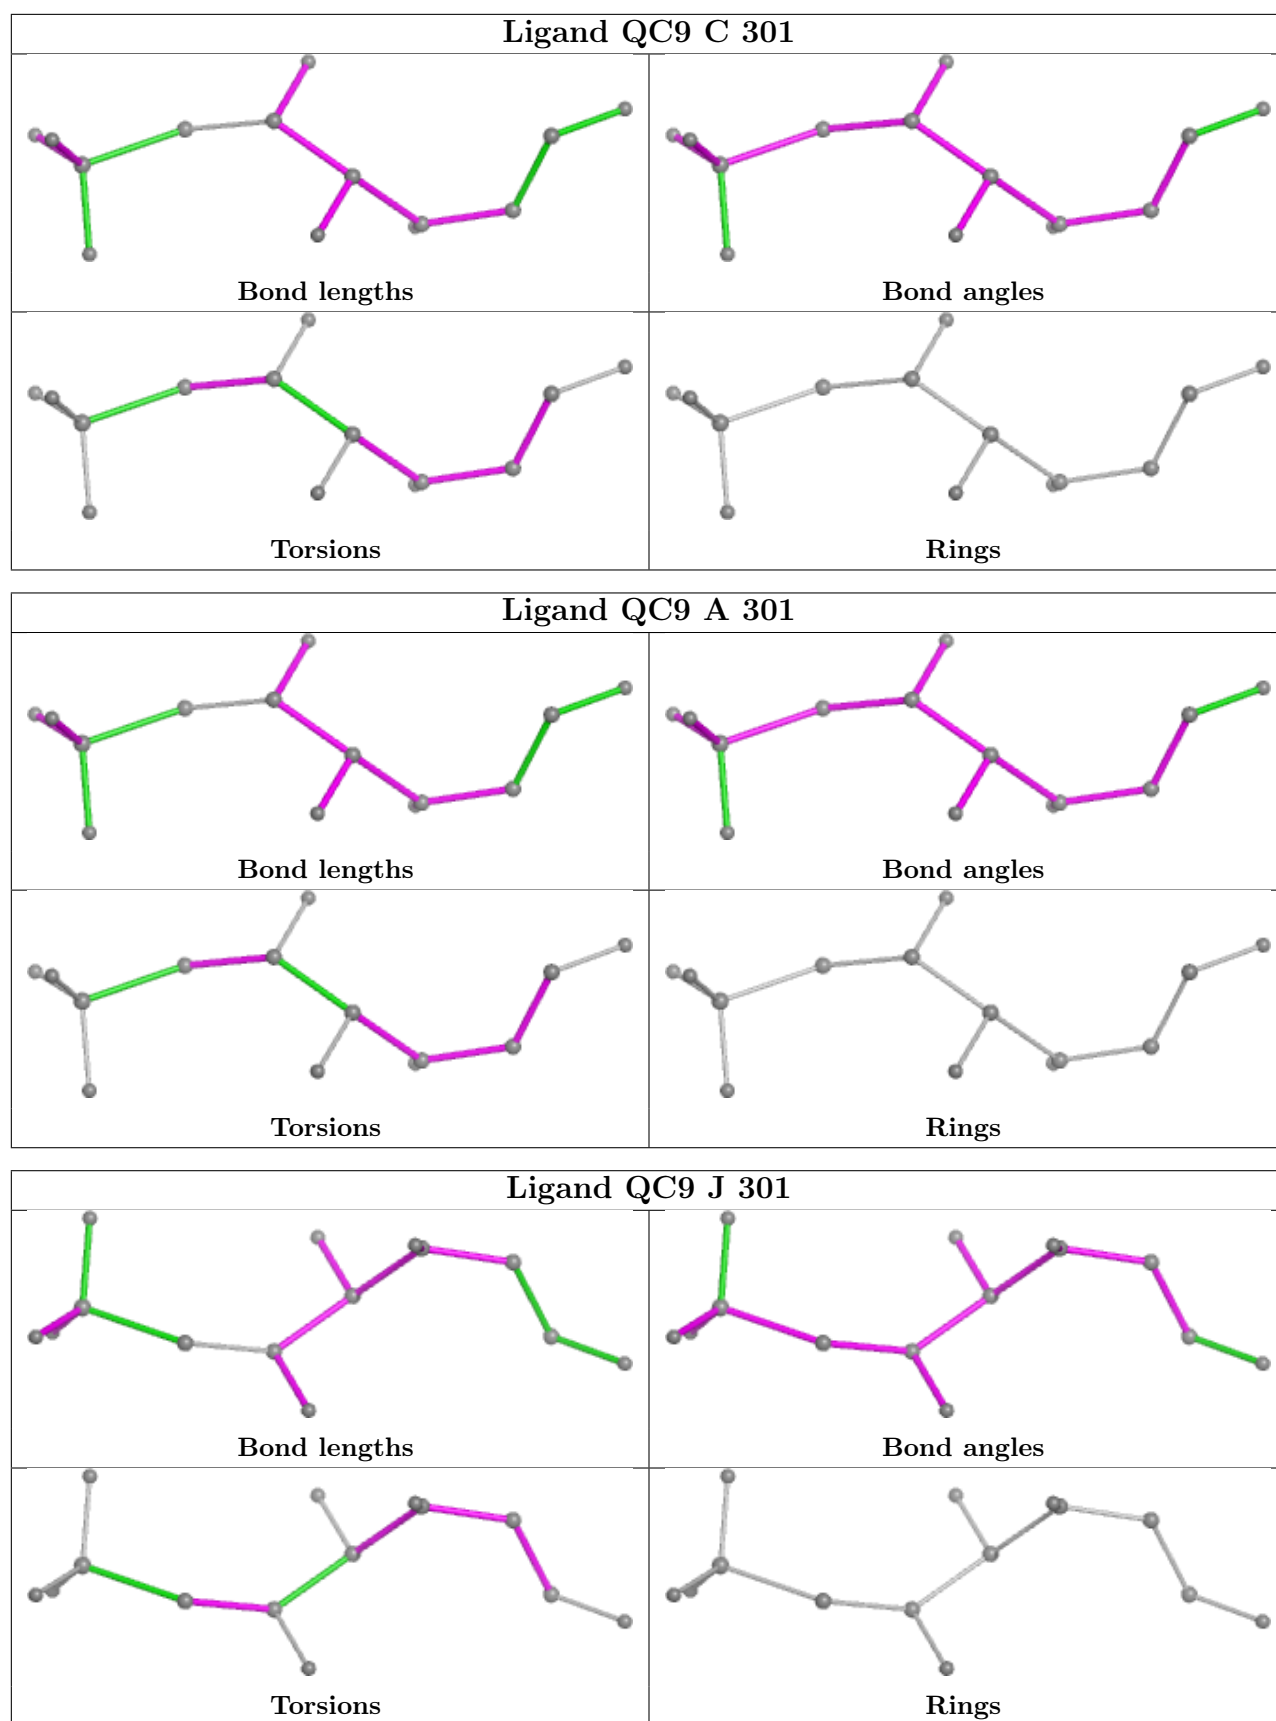 Ligand QC9 C 301
Bond lengths
Bond angles
Torsions
Rings
Ligand QC9 A 301
Bond lengths
Bond angles
Torsions
Rings
Ligand QC9 J 301
Bond lengths
Bond angles
Torsions
Rings